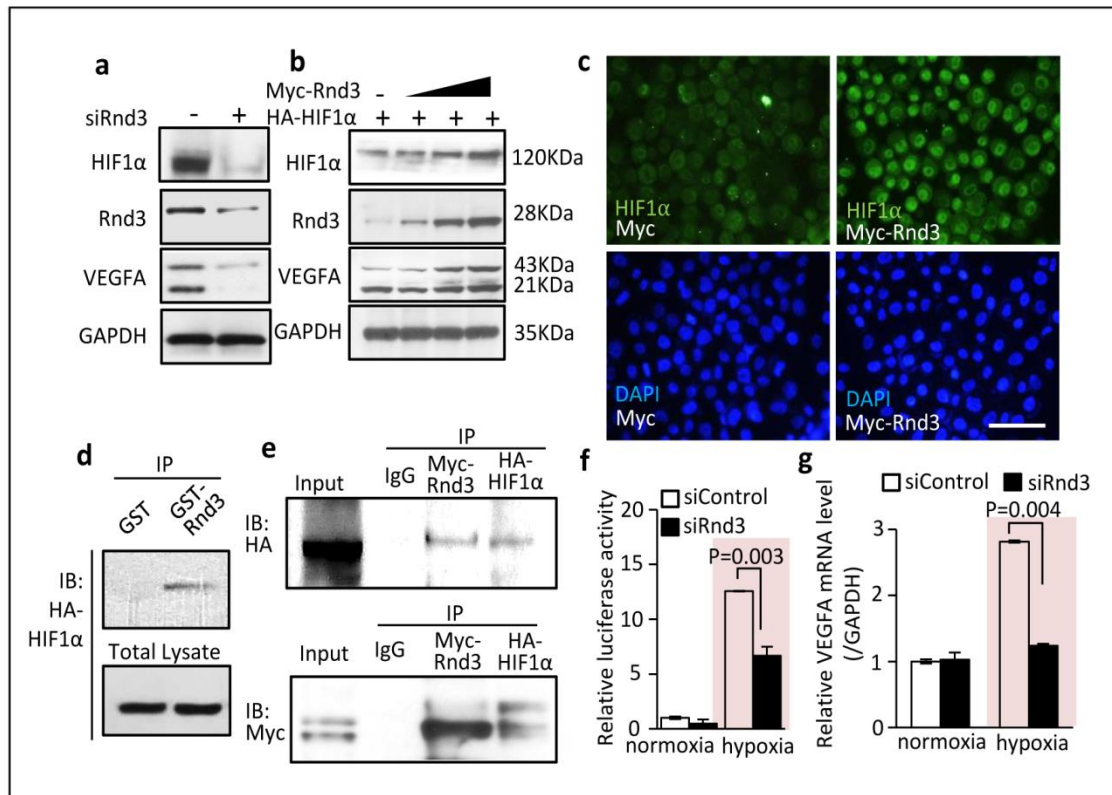 a
siRnd3 - +
HIF1α
Rnd3
VEGFA
GAPDH
b
Myc-Rnd3 -
HA-HIF1α + + + +
HIF1α 120KDa
Rnd3 28KDa
VEGFA 43KDa
21KDa
GAPDH 35KDa
c
HIF1α
Myc
HIF1α
Myc-Rnd3
DAPI
Myc
DAPI
Myc-Rnd3
d
IP
GST GST-
Rnd3
IB:
HA-
HIF1α
Total Lysate
e
IP
Input IgG Myc-
Rnd3 HA-
HIF1α
IB:
HA
IP
Input IgG Myc-
Rnd3 HA-
HIF1α
IB:
Myc
f
siControl
siRnd3
Relative luciferase activity
20
15
10
5
0
P=0.003
normoxia hypoxia
g
siControl siRnd3
P=0.004
Relative VEGFA mRNA level
(/GAPDH)
3
2
1
0
normoxia hypoxia